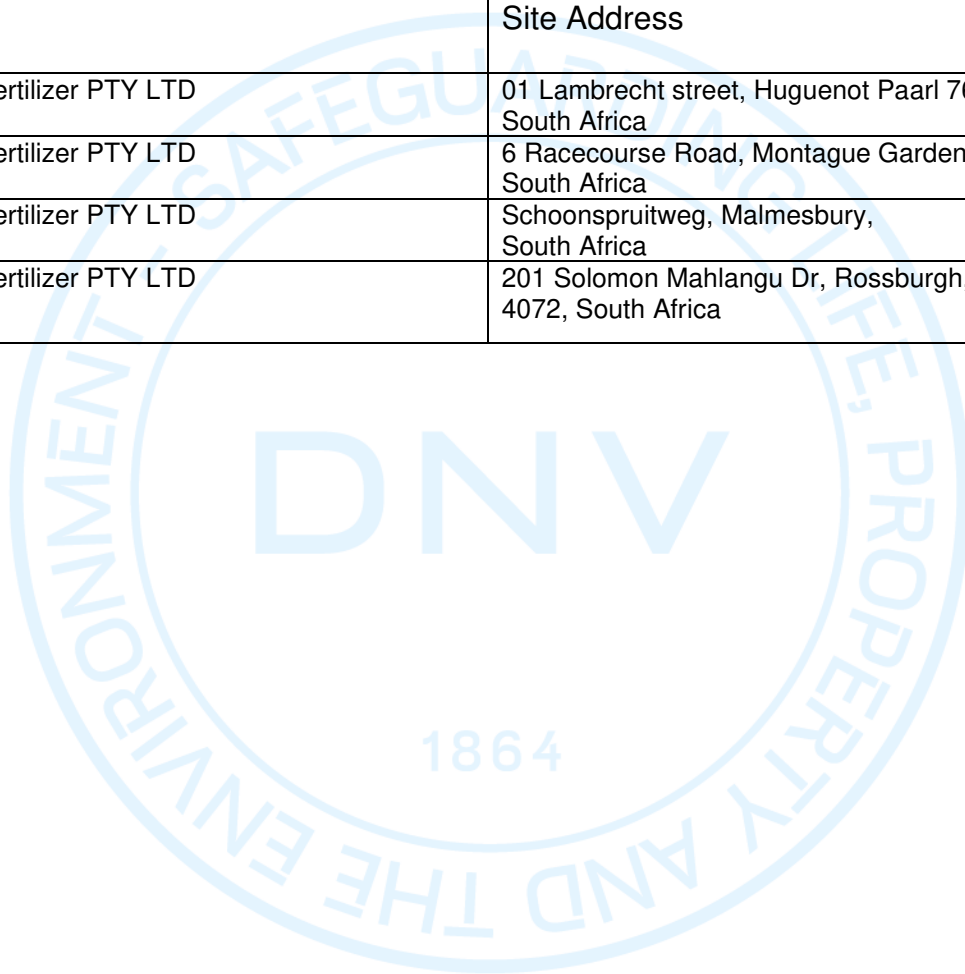 Site Address
ertilizer PTY LTD
01 Lambrecht street, Huguenot Paarl 76
South Africa
ertilizer PTY LTD
6 Racecourse Road, Montague Garden
South Africa
ertilizer PTY LTD
Schoonspruitweg, Malmesbury,
South Africa
ertilizer PTY LTD
201 Solomon Mahlangu Dr, Rossburgh,
4072, South Africa
SAFEGUARDING LIFE, PROPERTY AND THE ENVIRONMENT -
DNV
1864